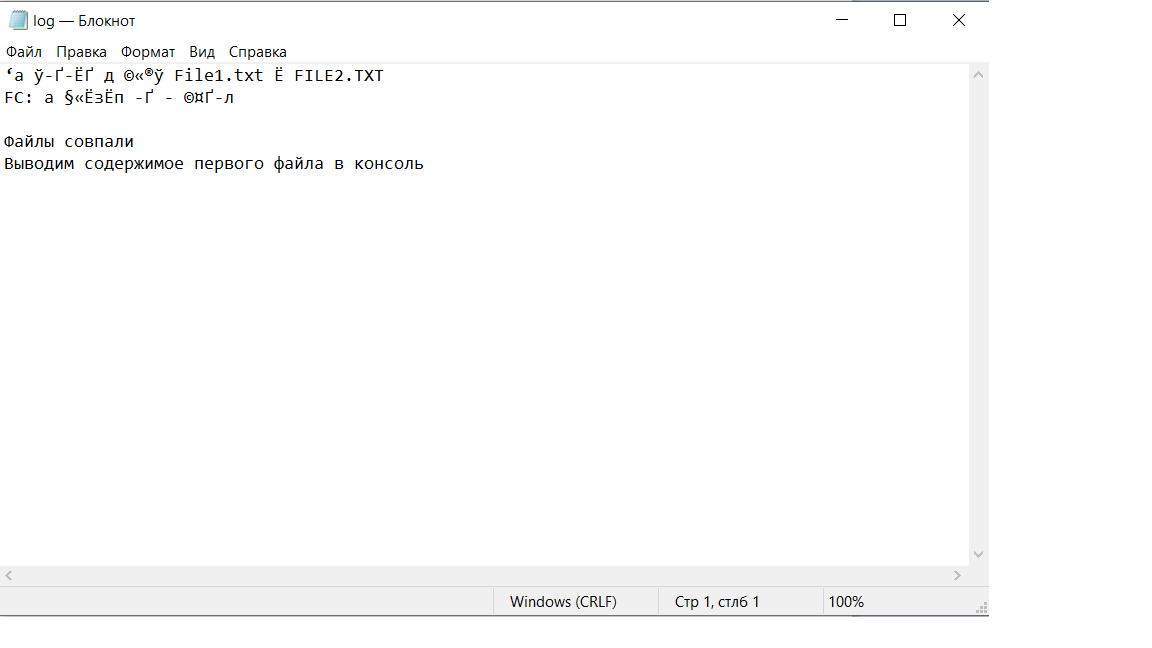 log — Блокнот
Файл Правка Формат Вид Справка
‘а ў-Ґ-ЁҐ д ©«®ў File1.txt Ё FILE2.TXT
FC: а §«ЁзЁп -Ґ - ©¤Ґ-л
Файлы совпали
Выводим содержимое первого файла в консоль
Windows (CRLF) Стр 1, стлб 1 100%